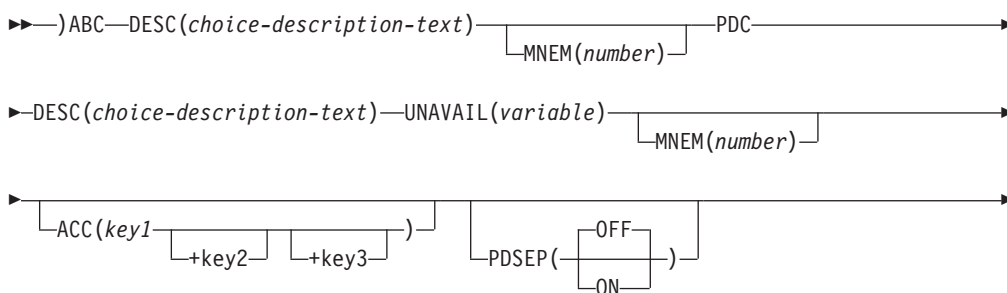 )ABC DESC(choice-description-text) PDC
MNEM(number)
DESC(choice-description-text) UNAVAIL(variable)
MNEM(number)
ACC(key1 ) OFF
+key2 +key3 PDSEP( )
ON